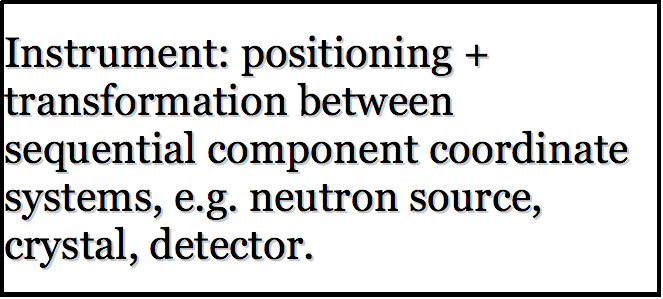 Instrument: positioning +
transformation between
sequential component coordinate
systems, e.g. neutron source,
crystal, detector.